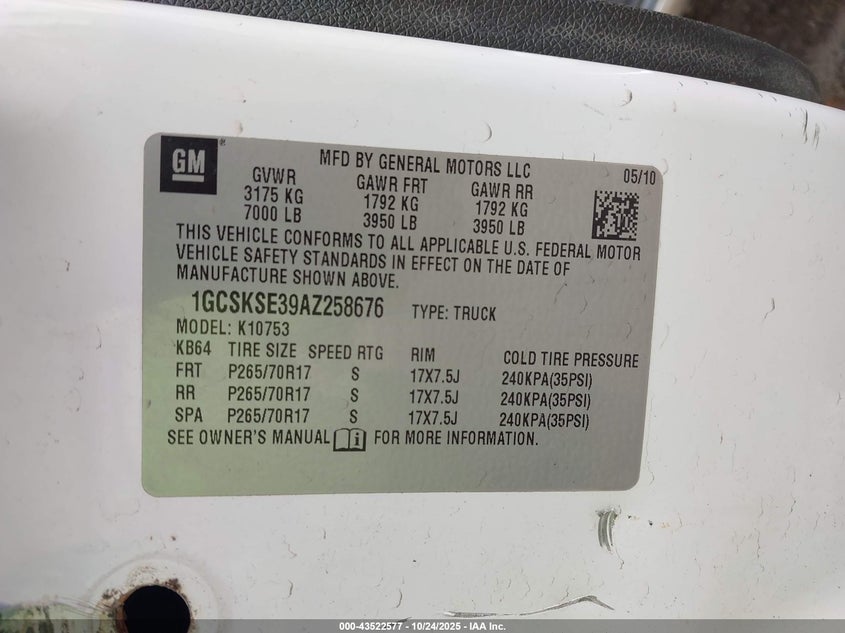 GM
MFD BY GENERAL MOTORS LLC
05/10
GVWR GAWR FRT GAWR RR
3175 KG 1792 KG 1792 KG
7000 LB 3950 LB 3950 LB
THIS VEHICLE CONFORMS TO ALL APPLICABLE U.S. FEDERAL MOTOR
VEHICLE SAFETY STANDARDS IN EFFECT ON THE DATE OF
MANUFACTURE SHOWN ABOVE.
1GCSKSE39AZ258676 TYPE: TRUCK
MODEL: K10753
KB64 TIRE SIZE SPEED RTG RIM COLD TIRE PRESSURE
FRT P265/70R17 S 17X7.5J 240KPA(35PSI)
RR P265/70R17 S 17X7.5J 240KPA(35PSI)
SPA P265/70R17 S 17X7.5J 240KPA(35PSI)
SEE OWNER'S MANUAL FOR MORE INFORMATION.
000-43522577 - 10/24/2025 - IAA Inc.